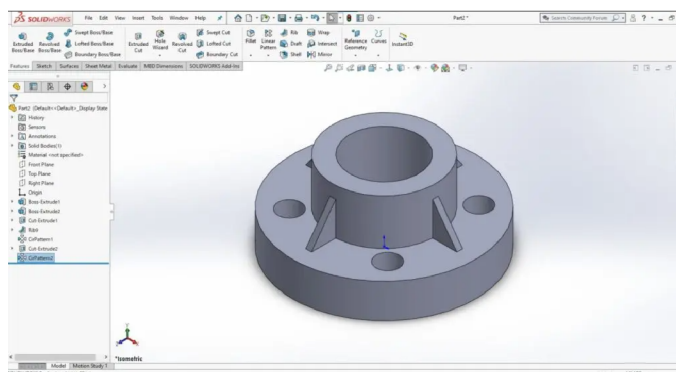 SOLIDWORKS File Edit View Insert Tools Window Help Part2 * Search Community Forum
Extruded Boss/Base Revolved Boss/Base Swept Boss/Base Lofted Boss/Base Boundary Boss/Base Extruded Cut Hole Wizard Revolved Cut Swept Cut Lofted Cut Boundary Cut Fillet Linear Pattern Rib Draft Shell Wrap Intersect Mirror Reference Geometry Curves Instant3D
Features Sketch Surfaces Sheet Metal Evaluate MBD Dimensions SOLIDWORKS Add-Ins
Part2 (Default<<Default>_Display State
History
Sensors
Annotations
Solid Bodies(1)
Material <not specified>
Front Plane
Top Plane
Right Plane
Origin
Boss-Extrude1
Boss-Extrude2
Cut-Extrude1
Rib1
CirPattern1
Cut-Extrude2
CirPattern2
*Isometric
Model Motion Study 1